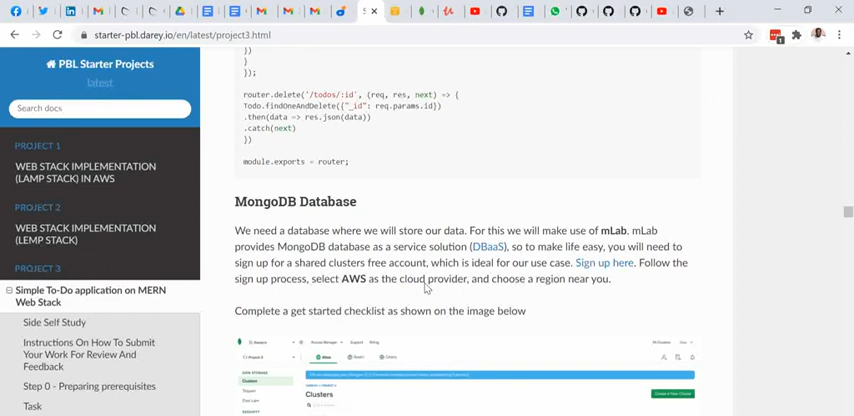 starter-pbl.darey.io/en/latest/project3.html
PBL Starter Projects
latest
Search docs
PROJECT 1
WEB STACK IMPLEMENTATION
(LAMP STACK) IN AWS
PROJECT 2
WEB STACK IMPLEMENTATION
(LEMP STACK)
PROJECT 3
Simple To-Do application on MERN
Web Stack
Side Self Study
Instructions On How To Submit
Your Work For Review And
Feedback
Step 0 - Preparing prerequisites
Task
})
}
});
router.delete('/todos/:id', (req, res, next) => {
Todo.findOneAndDelete({"_id": req.params.id})
.then(data => res.json(data))
.catch(next)
})
module.exports = router;
MongoDB Database
We need a database where we will store our data. For this we will make use of mLab. mLab
provides MongoDB database as a service solution (DBaaS), so to make life easy, you will need to
sign up for a shared clusters free account, which is ideal for our use case. Sign up here. Follow the
sign up process, select AWS as the cloud provider, and choose a region near you.
Complete a get started checklist as shown on the image below
Clusters